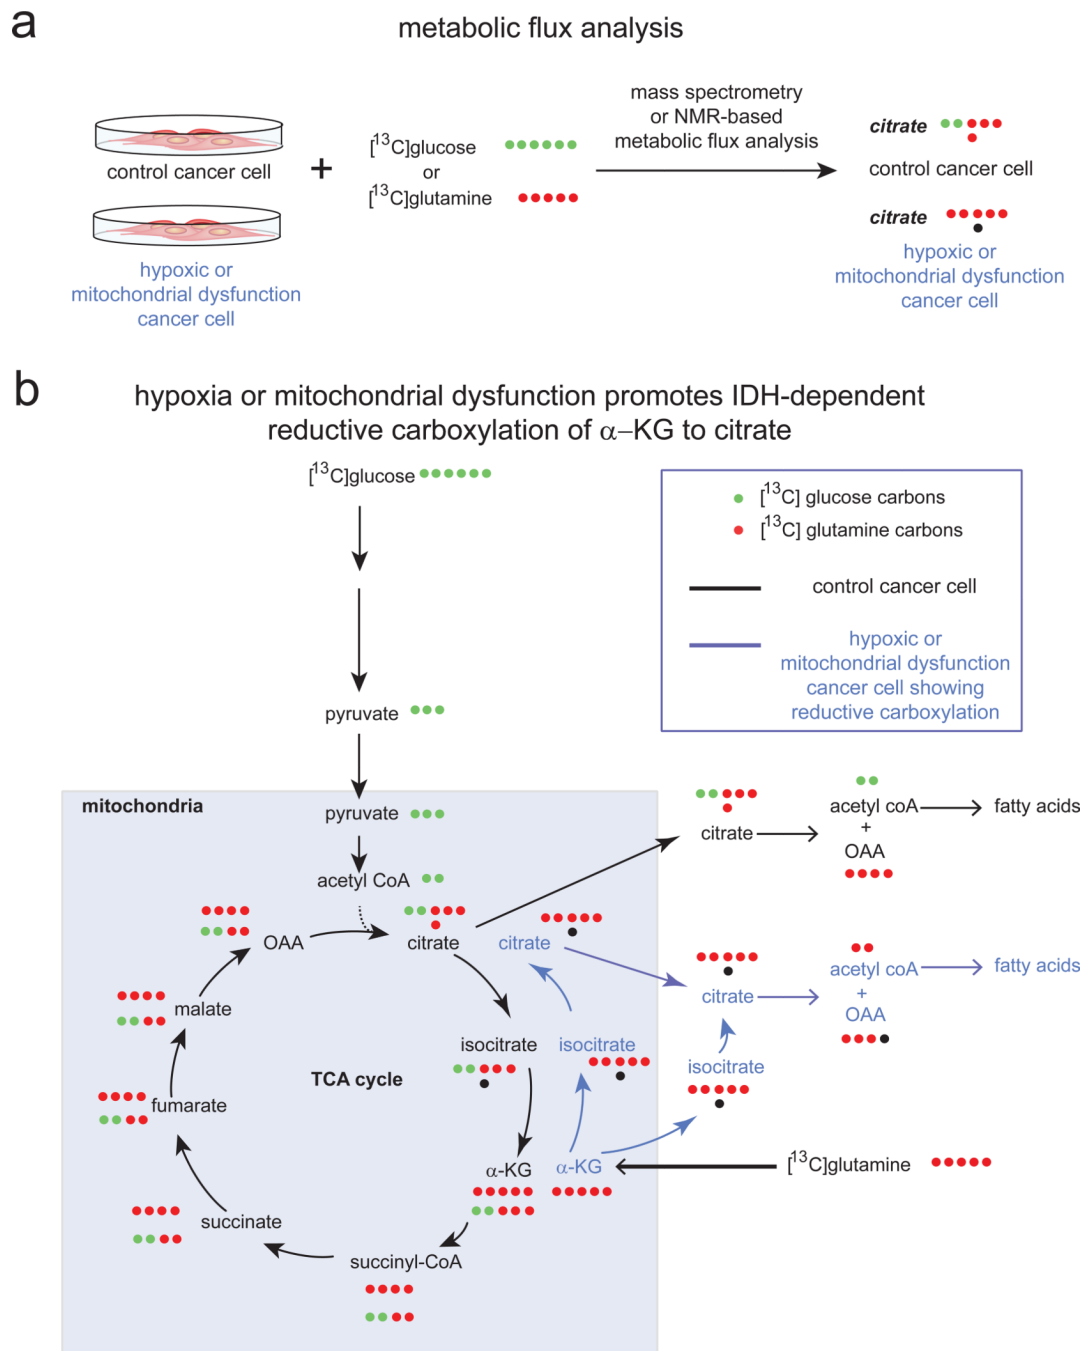 a
metabolic flux analysis
control cancer cell
hypoxic or
mitochondrial dysfunction
cancer cell
+
[¹³C]glucose
or
[¹³C]glutamine
mass spectrometry
or NMR-based
metabolic flux analysis
citrate
control cancer cell
citrate
hypoxic or
mitochondrial dysfunction
cancer cell
b
hypoxia or mitochondrial dysfunction promotes IDH-dependent
reductive carboxylation of α–KG to citrate
[¹³C]glucose
[¹³C] glucose carbons
[¹³C] glutamine carbons
control cancer cell
hypoxic or
mitochondrial dysfunction
cancer cell showing
reductive carboxylation
pyruvate
mitochondria
pyruvate
acetyl CoA
OAA
citrate
citrate
malate
isocitrate
isocitrate
TCA cycle
fumarate
α-KG
α-KG
succinate
succinyl-CoA
citrate
acetyl coA
+
OAA
fatty acids
citrate
acetyl coA
+
OAA
fatty acids
isocitrate
[¹³C]glutamine